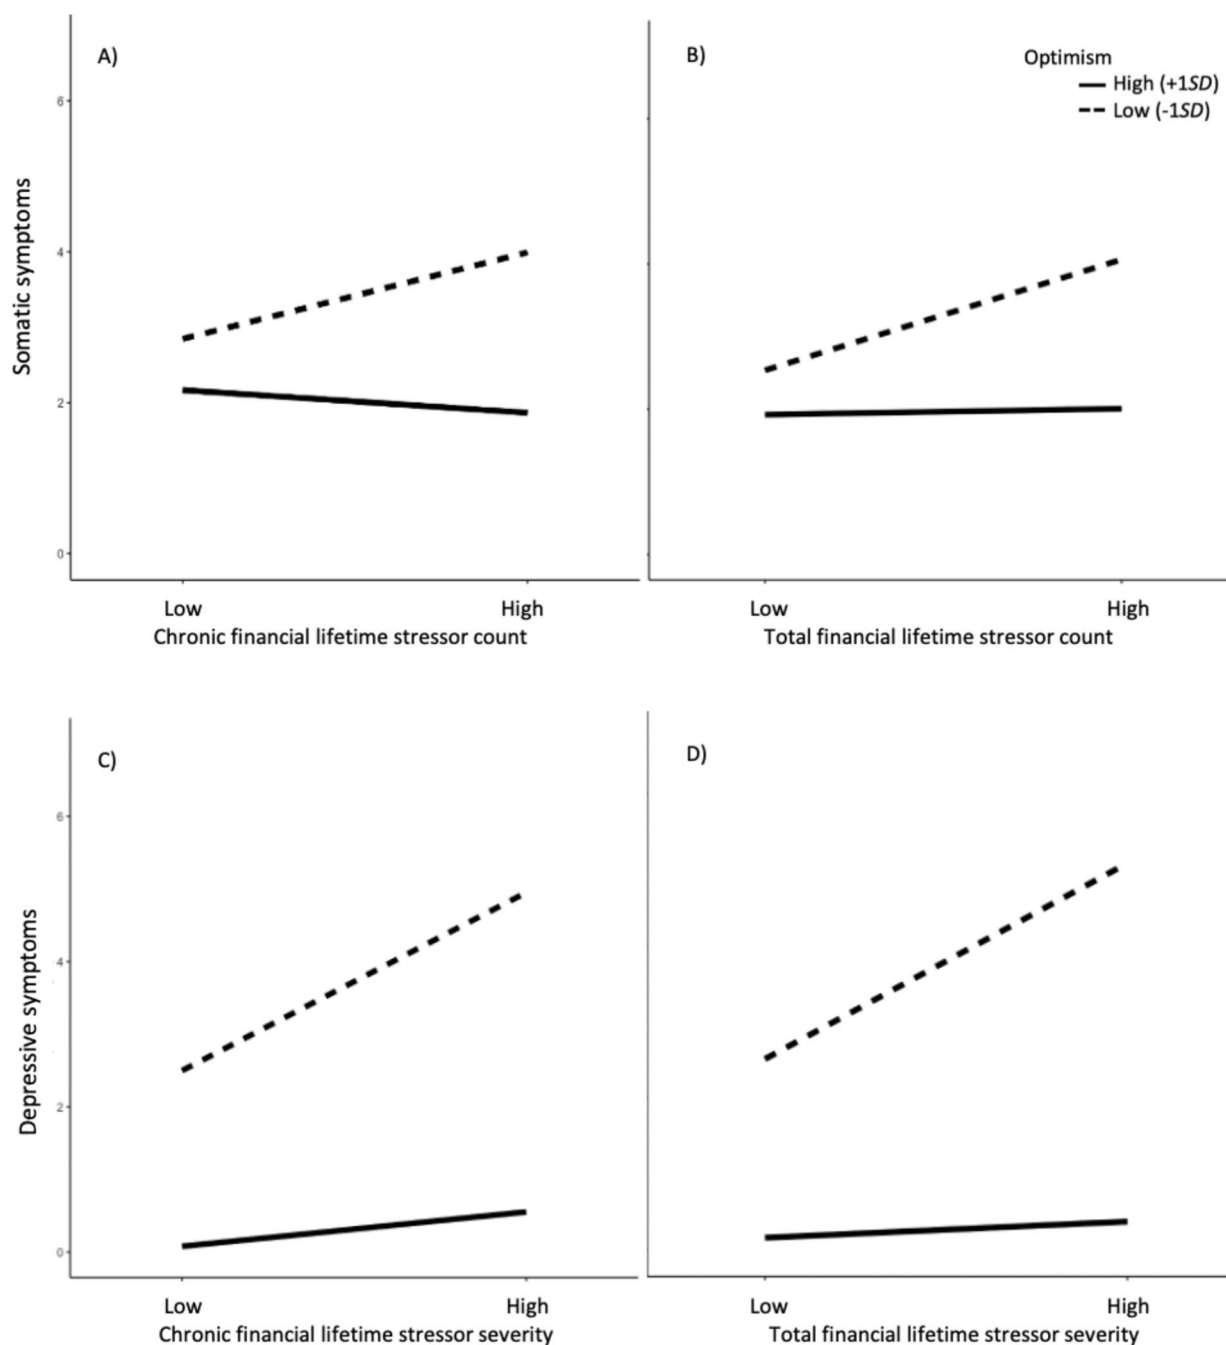 A)
B)
Optimism
High (+1SD)
Low (-1SD)
6
4
2
0
Somatic symptoms
Low
High
Chronic financial lifetime stressor count
Low
High
Total financial lifetime stressor count
C)
D)
6
4
2
0
Depressive symptoms
Low
High
Chronic financial lifetime stressor severity
Low
High
Total financial lifetime stressor severity